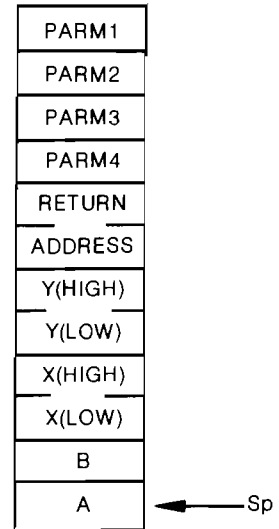 PARM1
PARM2
PARM3
PARM4
RETURN
ADDRESS
Y(HIGH)
Y(LOW)
X(HIGH)
X(LOW)
B
A Sp